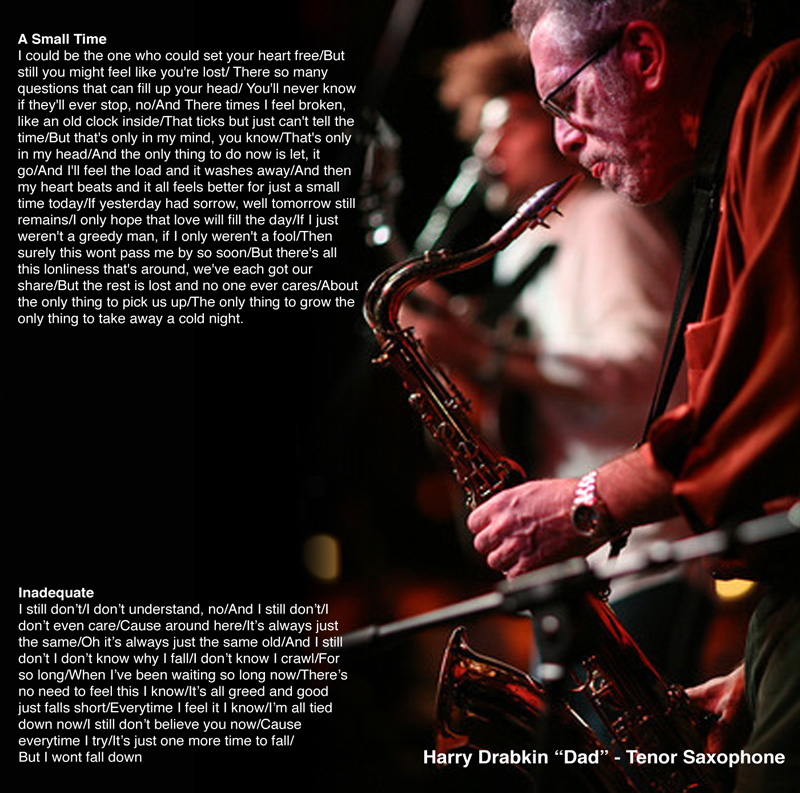 A Small Time
I could be the one who could set your heart free/But
still you might feel like you're lost/ There so many
questions that can fill up your head/ You'll never know
if they'll ever stop, no/And There times I feel broken,
like an old clock inside/That ticks but just can't tell the
time/But that's only in my mind, you know/That's only
in my head/And the only thing to do now is let, it
go/And I'll feel the load and it washes away/And then
my heart beats and it all feels better for just a small
time today/If yesterday had sorrow, well tomorrow still
remains/I only hope that love will fill the day/If I just
weren't a greedy man, if I only weren't a fool/Then
surely this wont pass me by so soon/But there's all
this lonliness that's around, we've each got our
share/But the rest is lost and no one ever cares/About
the only thing to pick us up/The only thing to grow the
only thing to take away a cold night.
Inadequate
I still don't/I don't understand, no/And I still don't/I
don't even care/Cause around here/It's always just
the same/Oh it's always just the same old/And I still
don't I don't know why I fall/I don't know I crawl/For
so long/When I've been waiting so long now/There's
no need to feel this I know/It's all greed and good
just falls short/Everytime I feel it I know/I'm all tied
down now/I still don't believe you now/Cause
everytime I try/It's just one more time to fall/
But I wont fall down
Harry Drabkin “Dad” - Tenor Saxophone